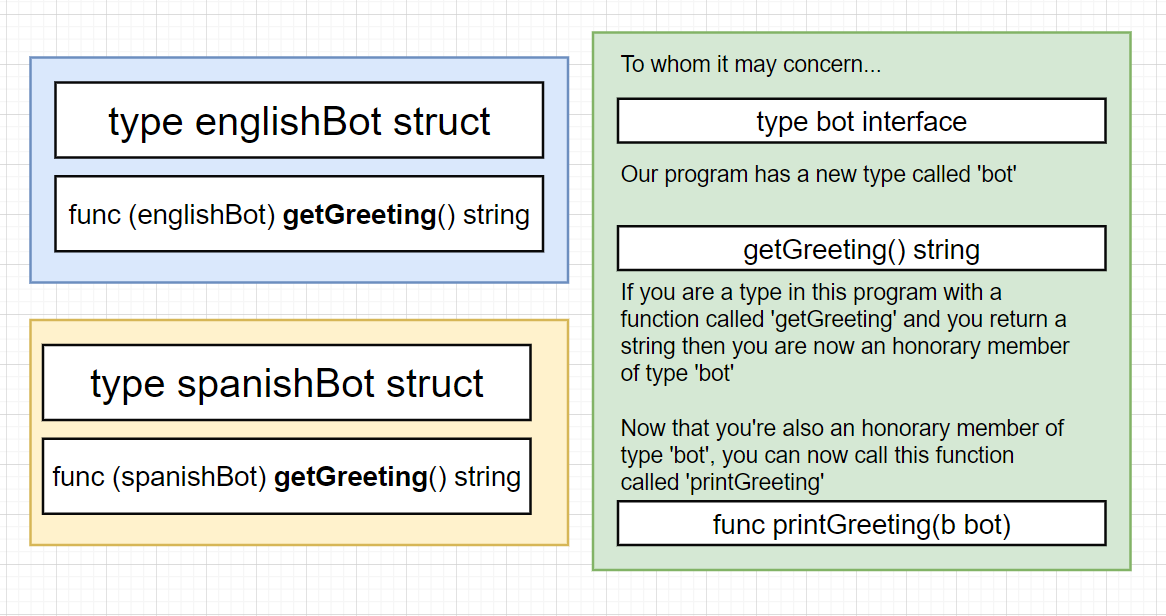 type englishBot struct
func (englishBot) getGreeting() string
type spanishBot struct
func (spanishBot) getGreeting() string
To whom it may concern...
type bot interface
Our program has a new type called 'bot'
getGreeting() string
If you are a type in this program with a
function called 'getGreeting' and you return a
string then you are now an honorary member
of type 'bot'
Now that you're also an honorary member of
type 'bot', you can now call this function
called 'printGreeting'
func printGreeting(b bot)